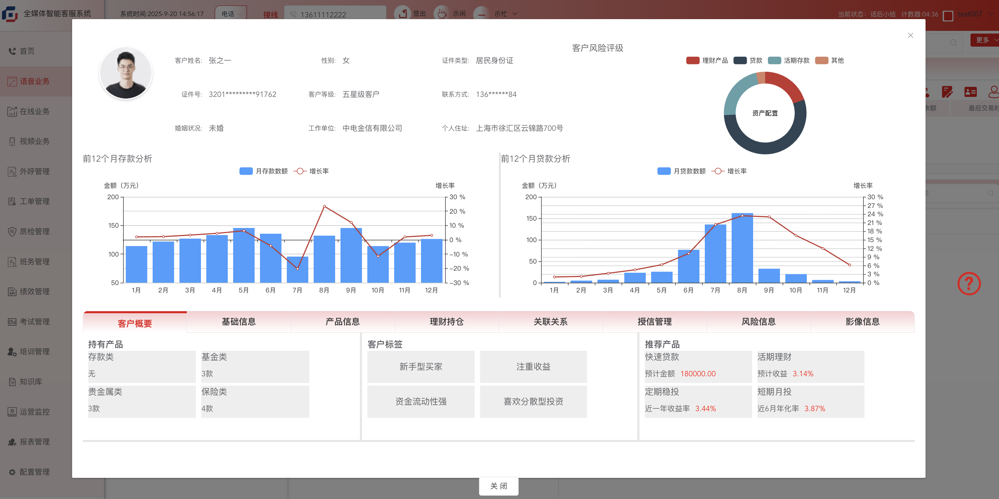 全媒体智能客服系统
系统时间:2025-9-20 14:56:17
电话
接线
13611112222
签出
示闲
示忙
当前状态: 话后小结 计数器:04:36
test007
更多
首页
语音业务
在线业务
视频业务
外呼管理
工单管理
质检管理
班务管理
绩效管理
考试管理
培训管理
知识库
运营监控
报表管理
配置管理
余额
最后交易时
客户姓名: 张之一
性别: 女
证件类型: 居民身份证
证件号: 3201*********91762
客户等级: 五星级客户
联系方式: 136******84
婚姻状况: 未婚
工作单位: 中电金信有限公司
个人住址: 上海市徐汇区云锦路700号
客户风险评级
理财产品 贷款 活期存款 其他
资产配置
前12个月存款分析
月存款数额 增长率
金额（万元） 增长率
200
150
100
50
30 %
20 %
10 %
0 %
–10 %
–20 %
–30 %
1月 2月 3月 4月 5月 6月 7月 8月 9月 10月 11月 12月
前12个月贷款分析
月贷款数额 增长率
金额（万元） 增长率
200
150
100
50
0
30 %
27 %
24 %
21 %
18 %
15 %
12 %
9 %
6 %
3 %
0 %
1月 2月 3月 4月 5月 6月 7月 8月 9月 10月 11月 12月
客户概要 基础信息 产品信息 理财持仓 关联关系 授信管理 风险信息 影像信息
持有产品
存款类
无
基金类
3款
贵金属类
3款
保险类
4款
客户标签
新手型买家
注重收益
资金流动性强
喜欢分散型投资
推荐产品
快速贷款
预计金额 180000.00
活期理财
预计收益 3.14%
定期稳投
近一年收益率 3.44%
短期月投
近6月年化率 3.87%
关 闭
?